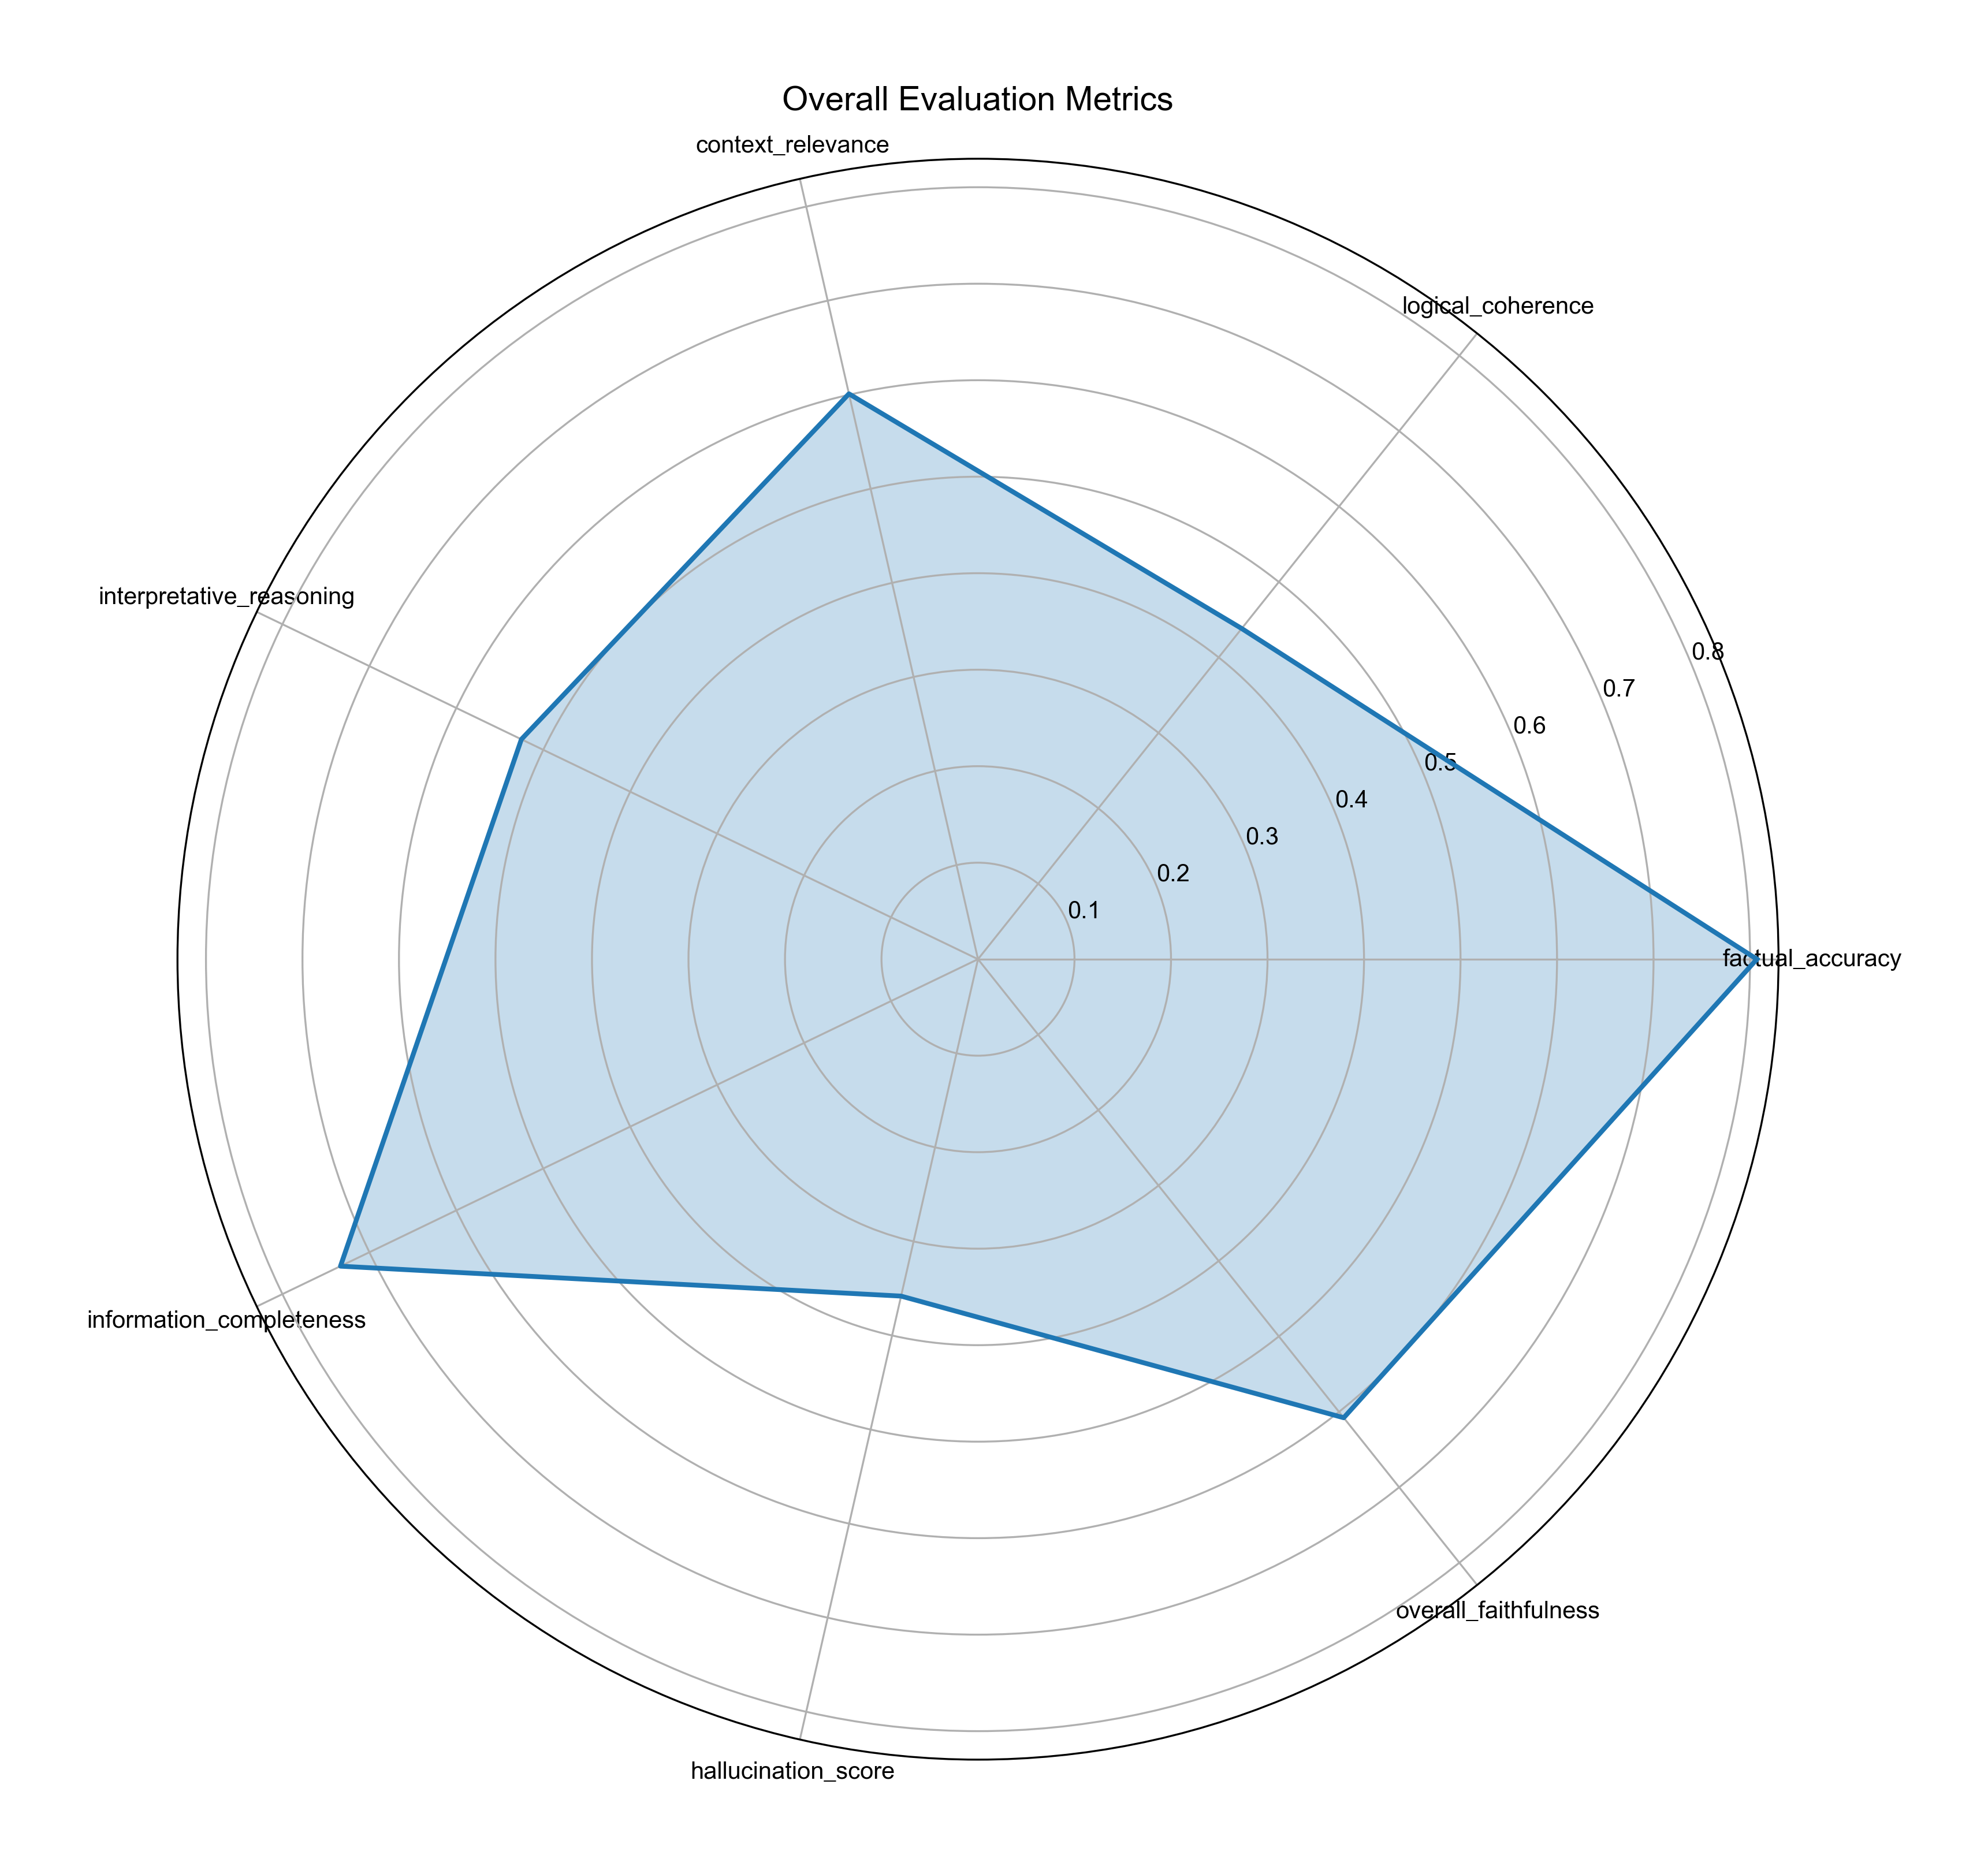 Overall Evaluation Metrics
context_relevance
logical_coherence
interpretative_reasoning
0.8
0.7
0.6
0.5
0.4
0.3
0.2
0.1
factual_accuracy
information_completeness
overall_faithfulness
hallucination_score